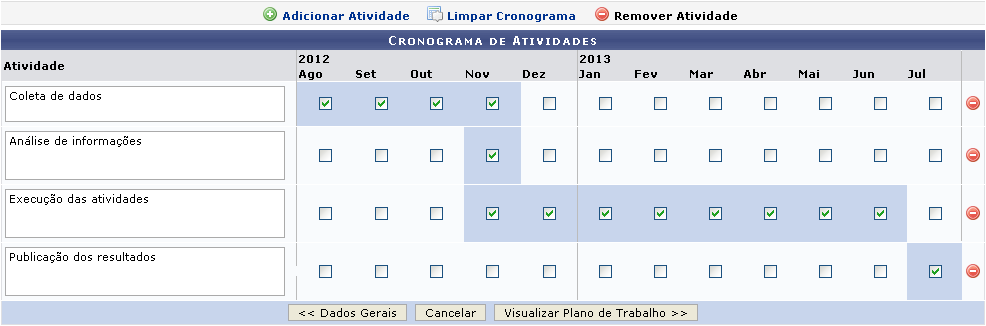 Adicionar Atividade Limpar Cronograma Remover Atividade
CRONOGRAMA DE ATIVIDADES
2012 2013
Atividade Ago Set Out Nov Dez Jan Fev Mar Abr Mai Jun Jul
Coleta de dados
Análise de informações
Execução das atividades
Publicação dos resultados
<< Dados Gerais Cancelar Visualizar Plano de Trabalho >>